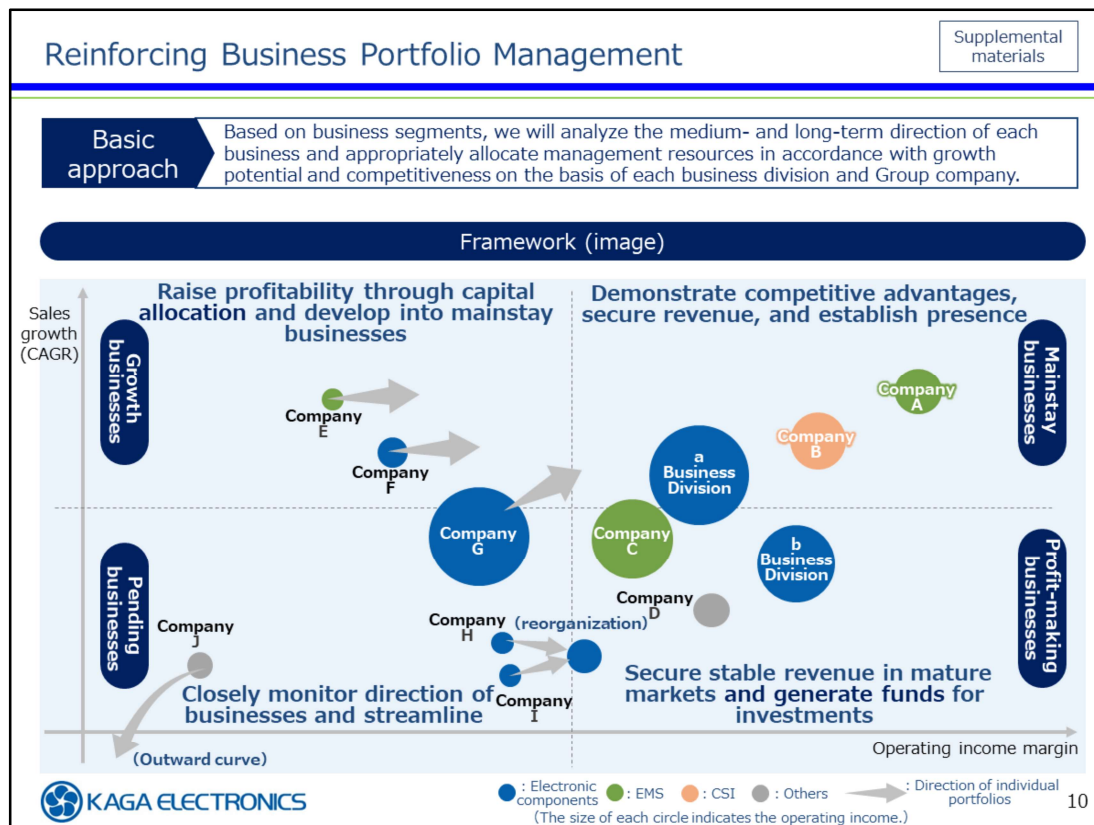 Reinforcing Business Portfolio Management
Supplemental
materials
Basic
approach
Based on business segments, we will analyze the medium- and long-term direction of each
business and appropriately allocate management resources in accordance with growth
potential and competitiveness on the basis of each business division and Group company.
Framework (image)
Sales
growth
(CAGR)
Growth
businesses
Raise profitability through capital
allocation and develop into mainstay
businesses
Demonstrate competitive advantages,
secure revenue, and establish presence
Mainstay
businesses
Company
E
Company
F
Company
G
Company
A
Company
B
a
Business
Division
Company
C
b
Business
Division
Company
D
Pending
businesses
Profit-making
businesses
Company
J
Company
H
(reorganization)
Company
I
Closely monitor direction of
businesses and streamline
Secure stable revenue in mature
markets and generate funds for
investments
(Outward curve)
Operating income margin
KAGA ELECTRONICS
: Electronic
components
: EMS
: CSI
: Others
: Direction of individual
portfolios
(The size of each circle indicates the operating income.)
10